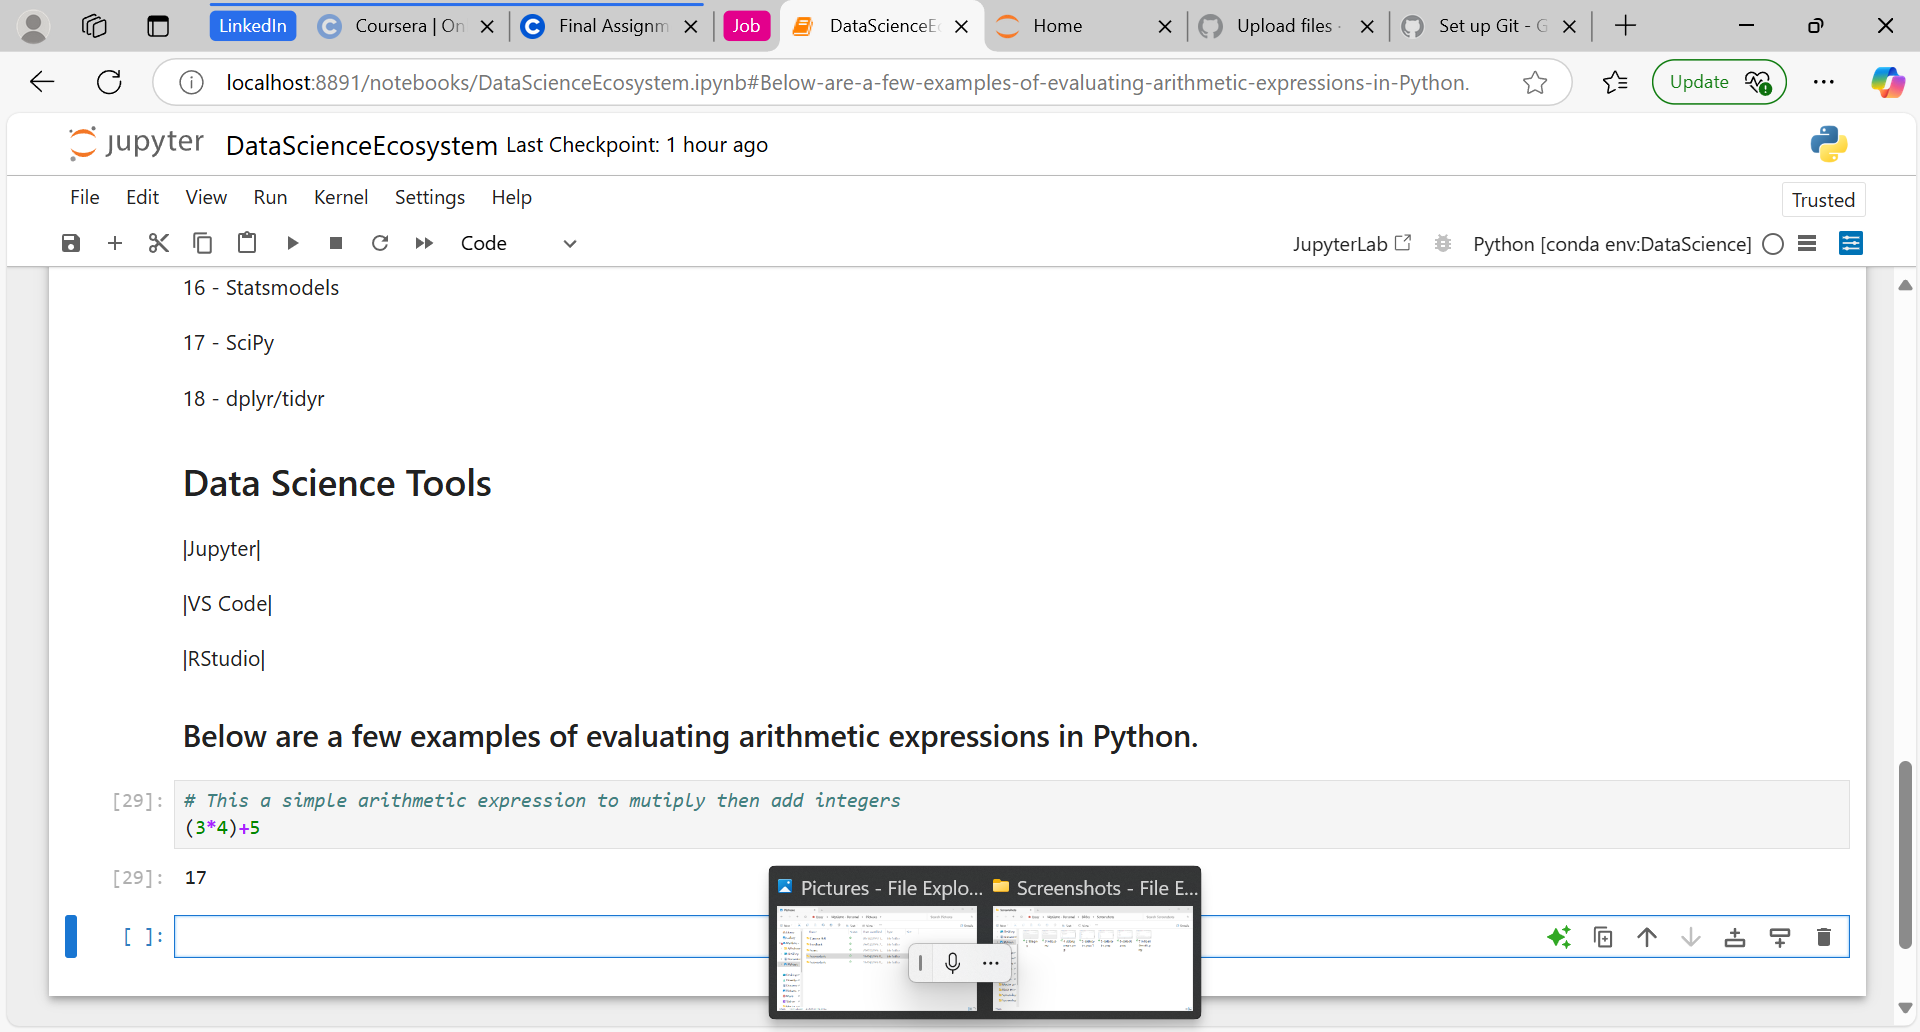 LinkedIn
Coursera | On
Final Assignm
Job
DataScienceEc
Home
Upload files ·
Set up Git - G
localhost:8891/notebooks/DataScienceEcosystem.ipynb#Below-are-a-few-examples-of-evaluating-arithmetic-expressions-in-Python.
Update
jupyter DataScienceEcosystem Last Checkpoint: 1 hour ago
File Edit View Run Kernel Settings Help
Trusted
Code
JupyterLab
Python [conda env:DataScience]
16 - Statsmodels
17 - SciPy
18 - dplyr/tidyr
Data Science Tools
|Jupyter|
|VS Code|
|RStudio|
Below are a few examples of evaluating arithmetic expressions in Python.
[29]: # This a simple arithmetic expression to mutiply then add integers
(3*4)+5
[29]: 17
[ ]:
Pictures - File Explo...
Screenshots - File E...